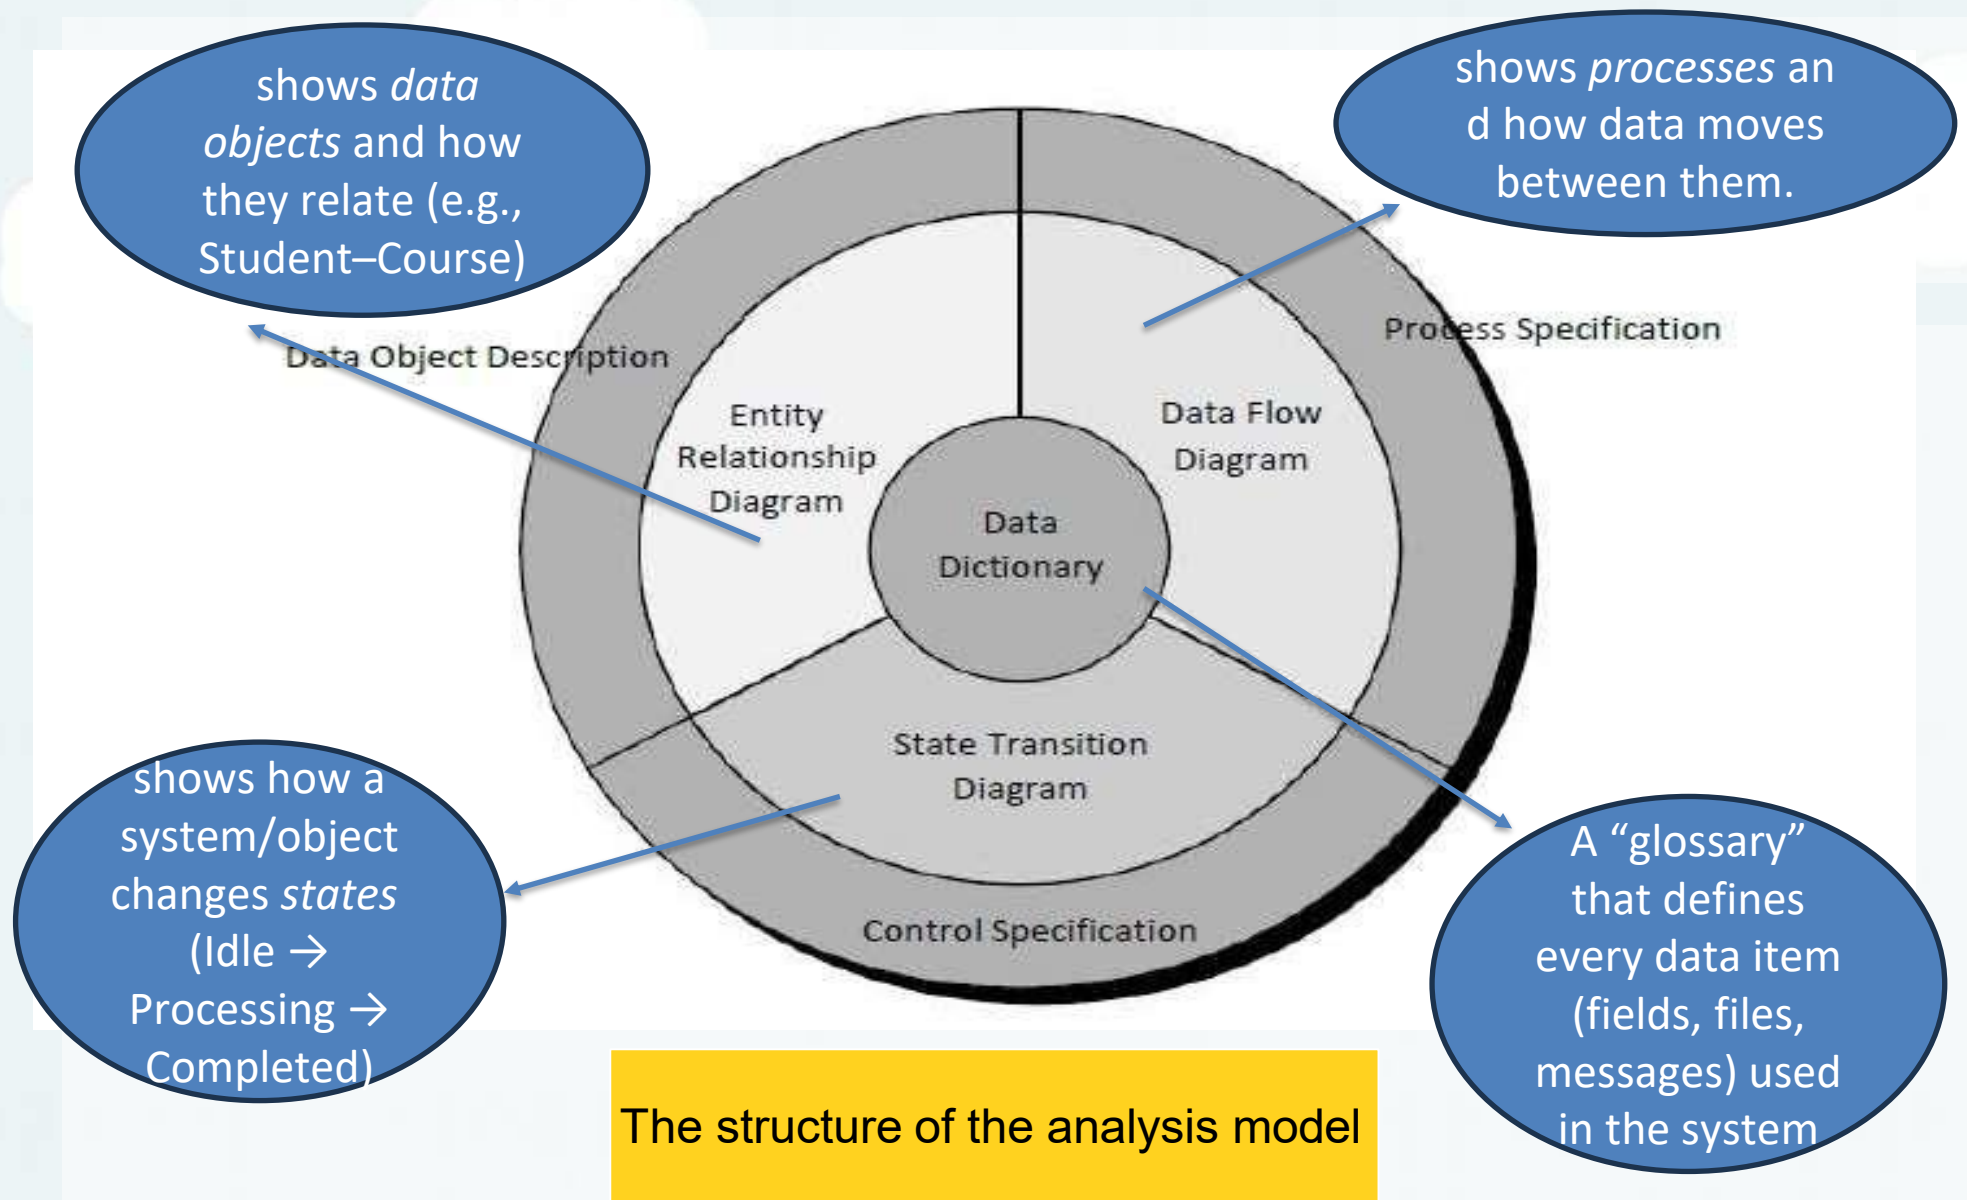 shows data
objects and how
they relate (e.g.,
Student–Course)
shows processes an
d how data moves
between them.
Data Object Description
Process Specification
Entity
Relationship
Diagram
Data Flow
Diagram
Data
Dictionary
State Transition
Diagram
Control Specification
shows how a
system/object
changes states
(Idle →
Processing →
Completed)
A “glossary”
that defines
every data item
(fields, files,
messages) used
in the system
The structure of the analysis model